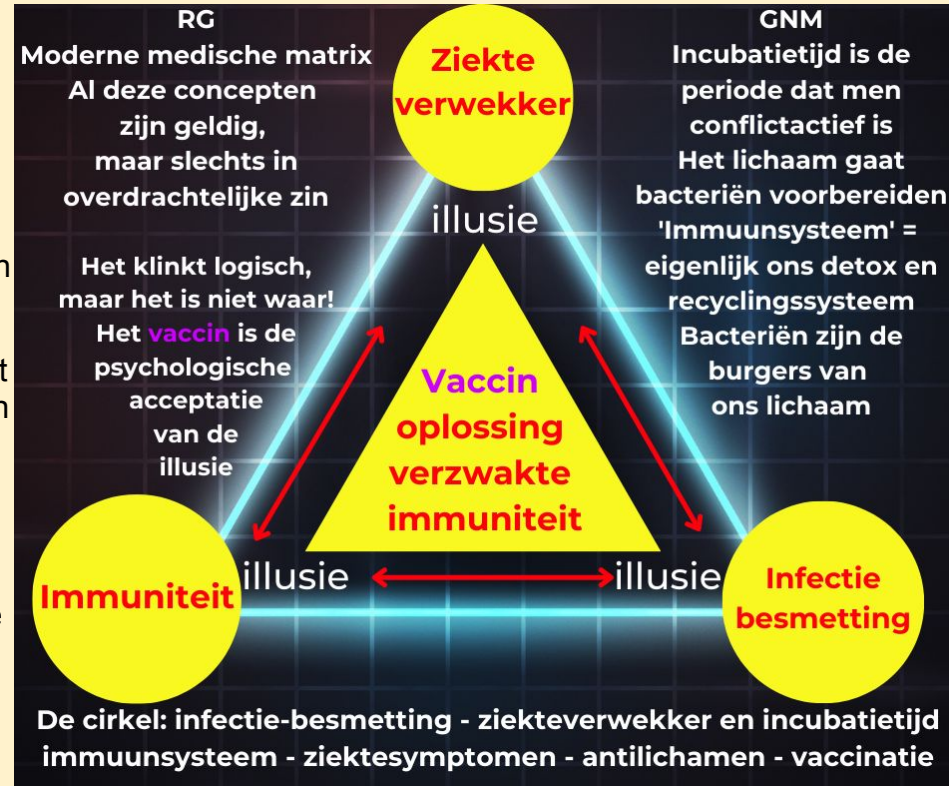 RG
Moderne medische matrix
Al deze concepten
zijn geldig,
maar slechts in
overdrachtelijke zin
Het klinkt logisch,
maar het is niet waar!
Het vaccin is de
psychologische
acceptatie
van de
illusie
Ziekte
verwekker
illusie
GNM
Incubatietijd is de
periode dat men
conflictactief is
Het lichaam gaat
bacteriën voorbereiden
'Immuunsysteem' =
eigenlijk ons detox en
recyclingssysteem
Bacteriën zijn de
burgers van
ons lichaam
Vaccin
oplossing
verzwakte
immuniteit
Immuniteit
illusie
illusie
Infectie
besmetting
De cirkel: infectie-besmetting - ziekteverwekker en incubatietijd
immuunsysteem - ziektesymptomen - antilichamen - vaccinatie